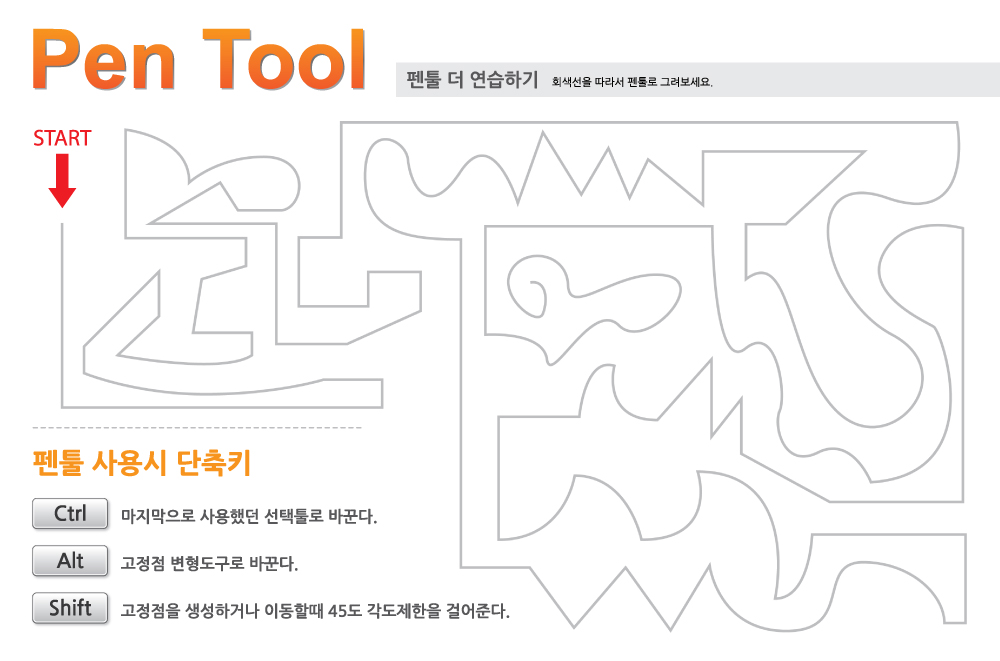 Pen Tool
펜툴 더 연습하기 회색선을 따라서 펜툴로 그려보세요.
START
펜툴 사용시 단축키
Ctrl 마지막으로 사용했던 선택툴로 바꾼다.
Alt 고정점 변형도구로 바꾼다.
Shift 고정점을 생성하거나 이동할때 45도 각도제한을 걸어준다.